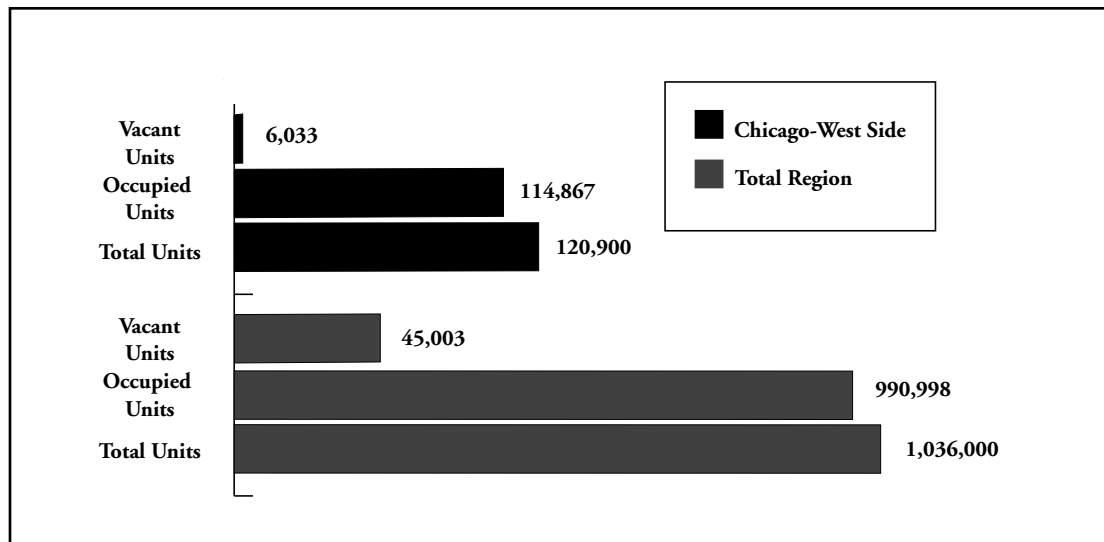 Vacant
Units
6,033
Occupied
Units
114,867
Total Units
120,900
Chicago-West Side
Total Region
Vacant
Units
45,003
Occupied
Units
990,998
Total Units
1,036,000